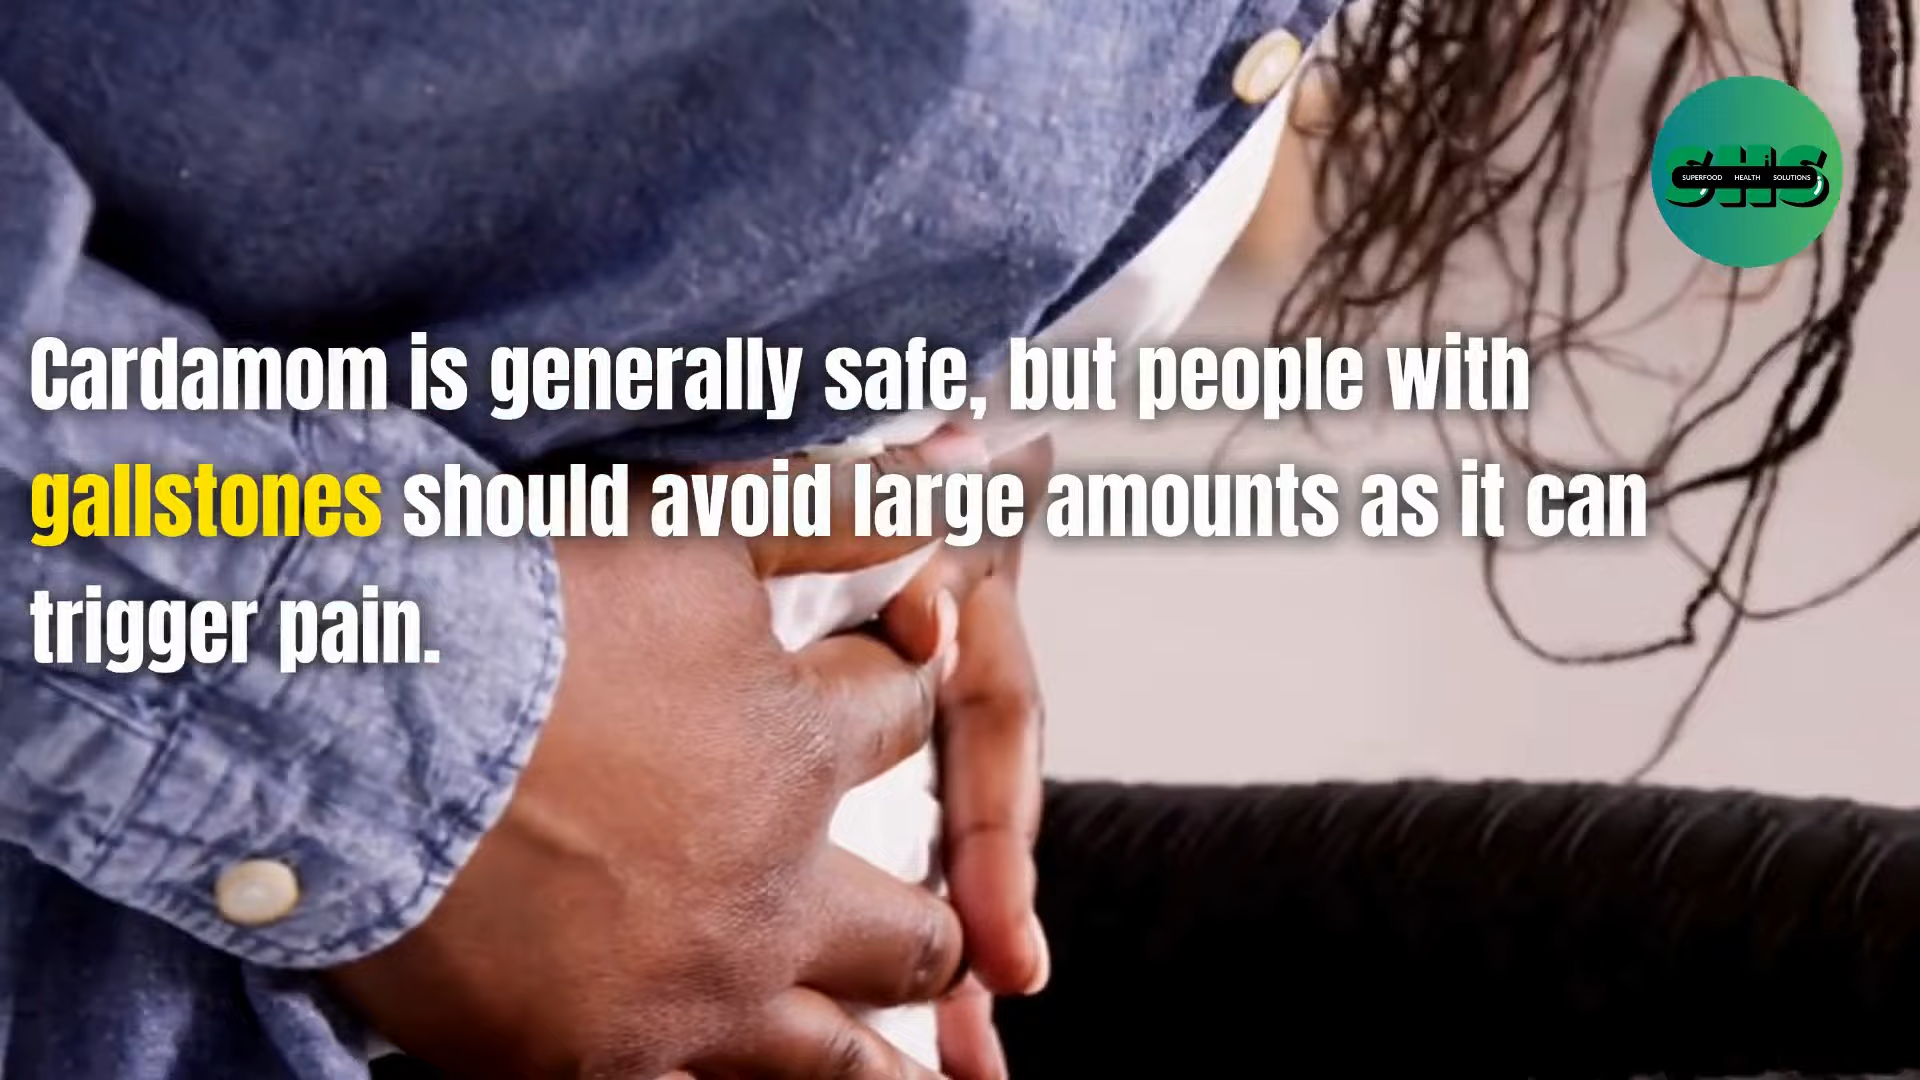 SHS
SUPERFOOD HEALTH SOLUTIONS
Cardamom is generally safe, but people with
gallstones should avoid large amounts as it can
trigger pain.